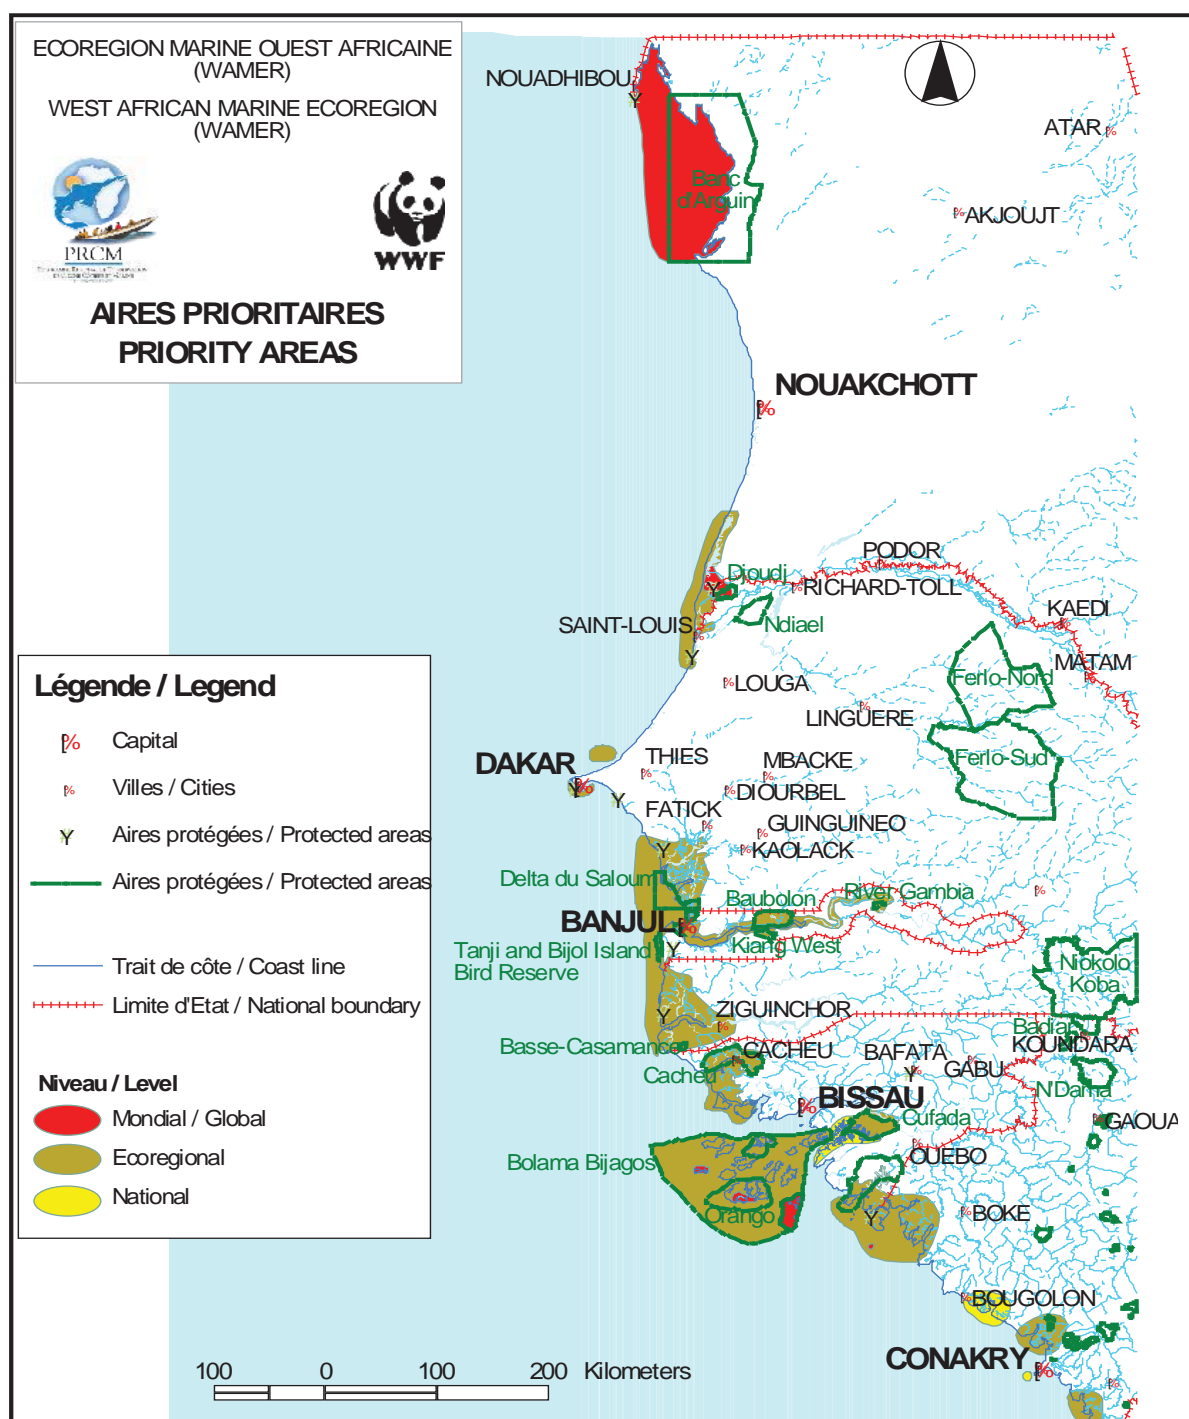 ECOREGION MARINE OUEST AFRICAINE
(WAMER)
WEST AFRICAN MARINE ECOREGION
(WAMER)
PRCM
WWF
AIRES PRIORITAIRES
PRIORITY AREAS
NOUADHIBOU
ATAR
Banc
d'Arguin
AKJOUJT
NOUAKCHOTT
PODOR
Djoudj
RICHARD-TOLL
KAEDI
SAINT-LOUIS
Ndiael
MATAM
Ferlo-Nord
LOUGA
LINGUERE
THIES
MBACKE
Ferlo-Sud
DAKAR
DIOURBEL
FATICK
GUINGUINEO
KAOLACK
Delta du Saloum
Baubolon
River Gambia
BANJUL
Kiang West
Tanji and Bijol Island
Bird Reserve
Niokolo
Koba
ZIGUINCHOR
Badiar
KOUNDARA
Basse-Casamance
CACHEU
BAFATA
GABU
Cacheu
N'Dama
BISSAU
Cufada
GAOUA
Bolama Bijagos
OUEBO
Orango
BOKE
BOUGOLON
CONAKRY
Légende / Legend
Capital
Villes / Cities
Aires protégées / Protected areas
Aires protégées / Protected areas
Trait de côte / Coast line
Limite d'Etat / National boundary
Niveau / Level
Mondial / Global
Ecoregional
National
100 0 100 200 Kilometers